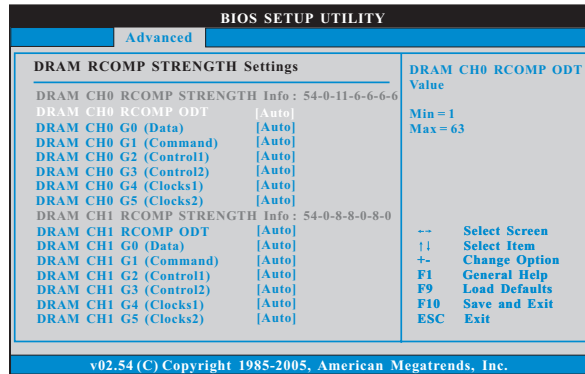 BIOS SETUP UTILITY
Advanced
DRAM RCOMP STRENGTH Settings
DRAM CH0 RCOMP STRENGTH Info : 54-0-11-6-6-6-6
DRAM CH0 RCOMP ODT [Auto]
DRAM CH0 G0 (Data) [Auto]
DRAM CH0 G1 (Command) [Auto]
DRAM CH0 G2 (Control1) [Auto]
DRAM CH0 G3 (Control2) [Auto]
DRAM CH0 G4 (Clocks1) [Auto]
DRAM CH0 G5 (Clocks2) [Auto]
DRAM CH1 RCOMP STRENGTH Info : 54-0-8-8-0-8-0
DRAM CH1 RCOMP ODT [Auto]
DRAM CH1 G0 (Data) [Auto]
DRAM CH1 G1 (Command) [Auto]
DRAM CH1 G2 (Control1) [Auto]
DRAM CH1 G3 (Control2) [Auto]
DRAM CH1 G4 (Clocks1) [Auto]
DRAM CH1 G5 (Clocks2) [Auto]
DRAM CH0 RCOMP ODT
Value
Min = 1
Max = 63
←→ Select Screen
↑↓ Select Item
+- Change Option
F1 General Help
F9 Load Defaults
F10 Save and Exit
ESC Exit
v02.54 (C) Copyright 1985-2005, American Megatrends, Inc.